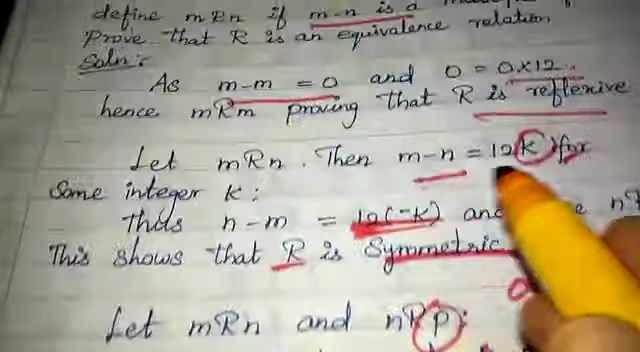 define mRn if m-n is a
Prove that R is an equivalence relation
Soln:
As m-m = 0 and 0 = 0x12.
hence mRm proving that R is reflexive
Let mRn. Then m-n = 12k for
Some integer k;
Thus n-m = 12(-k) and
This shows that R is Symmetric
Let mRn and nRp;